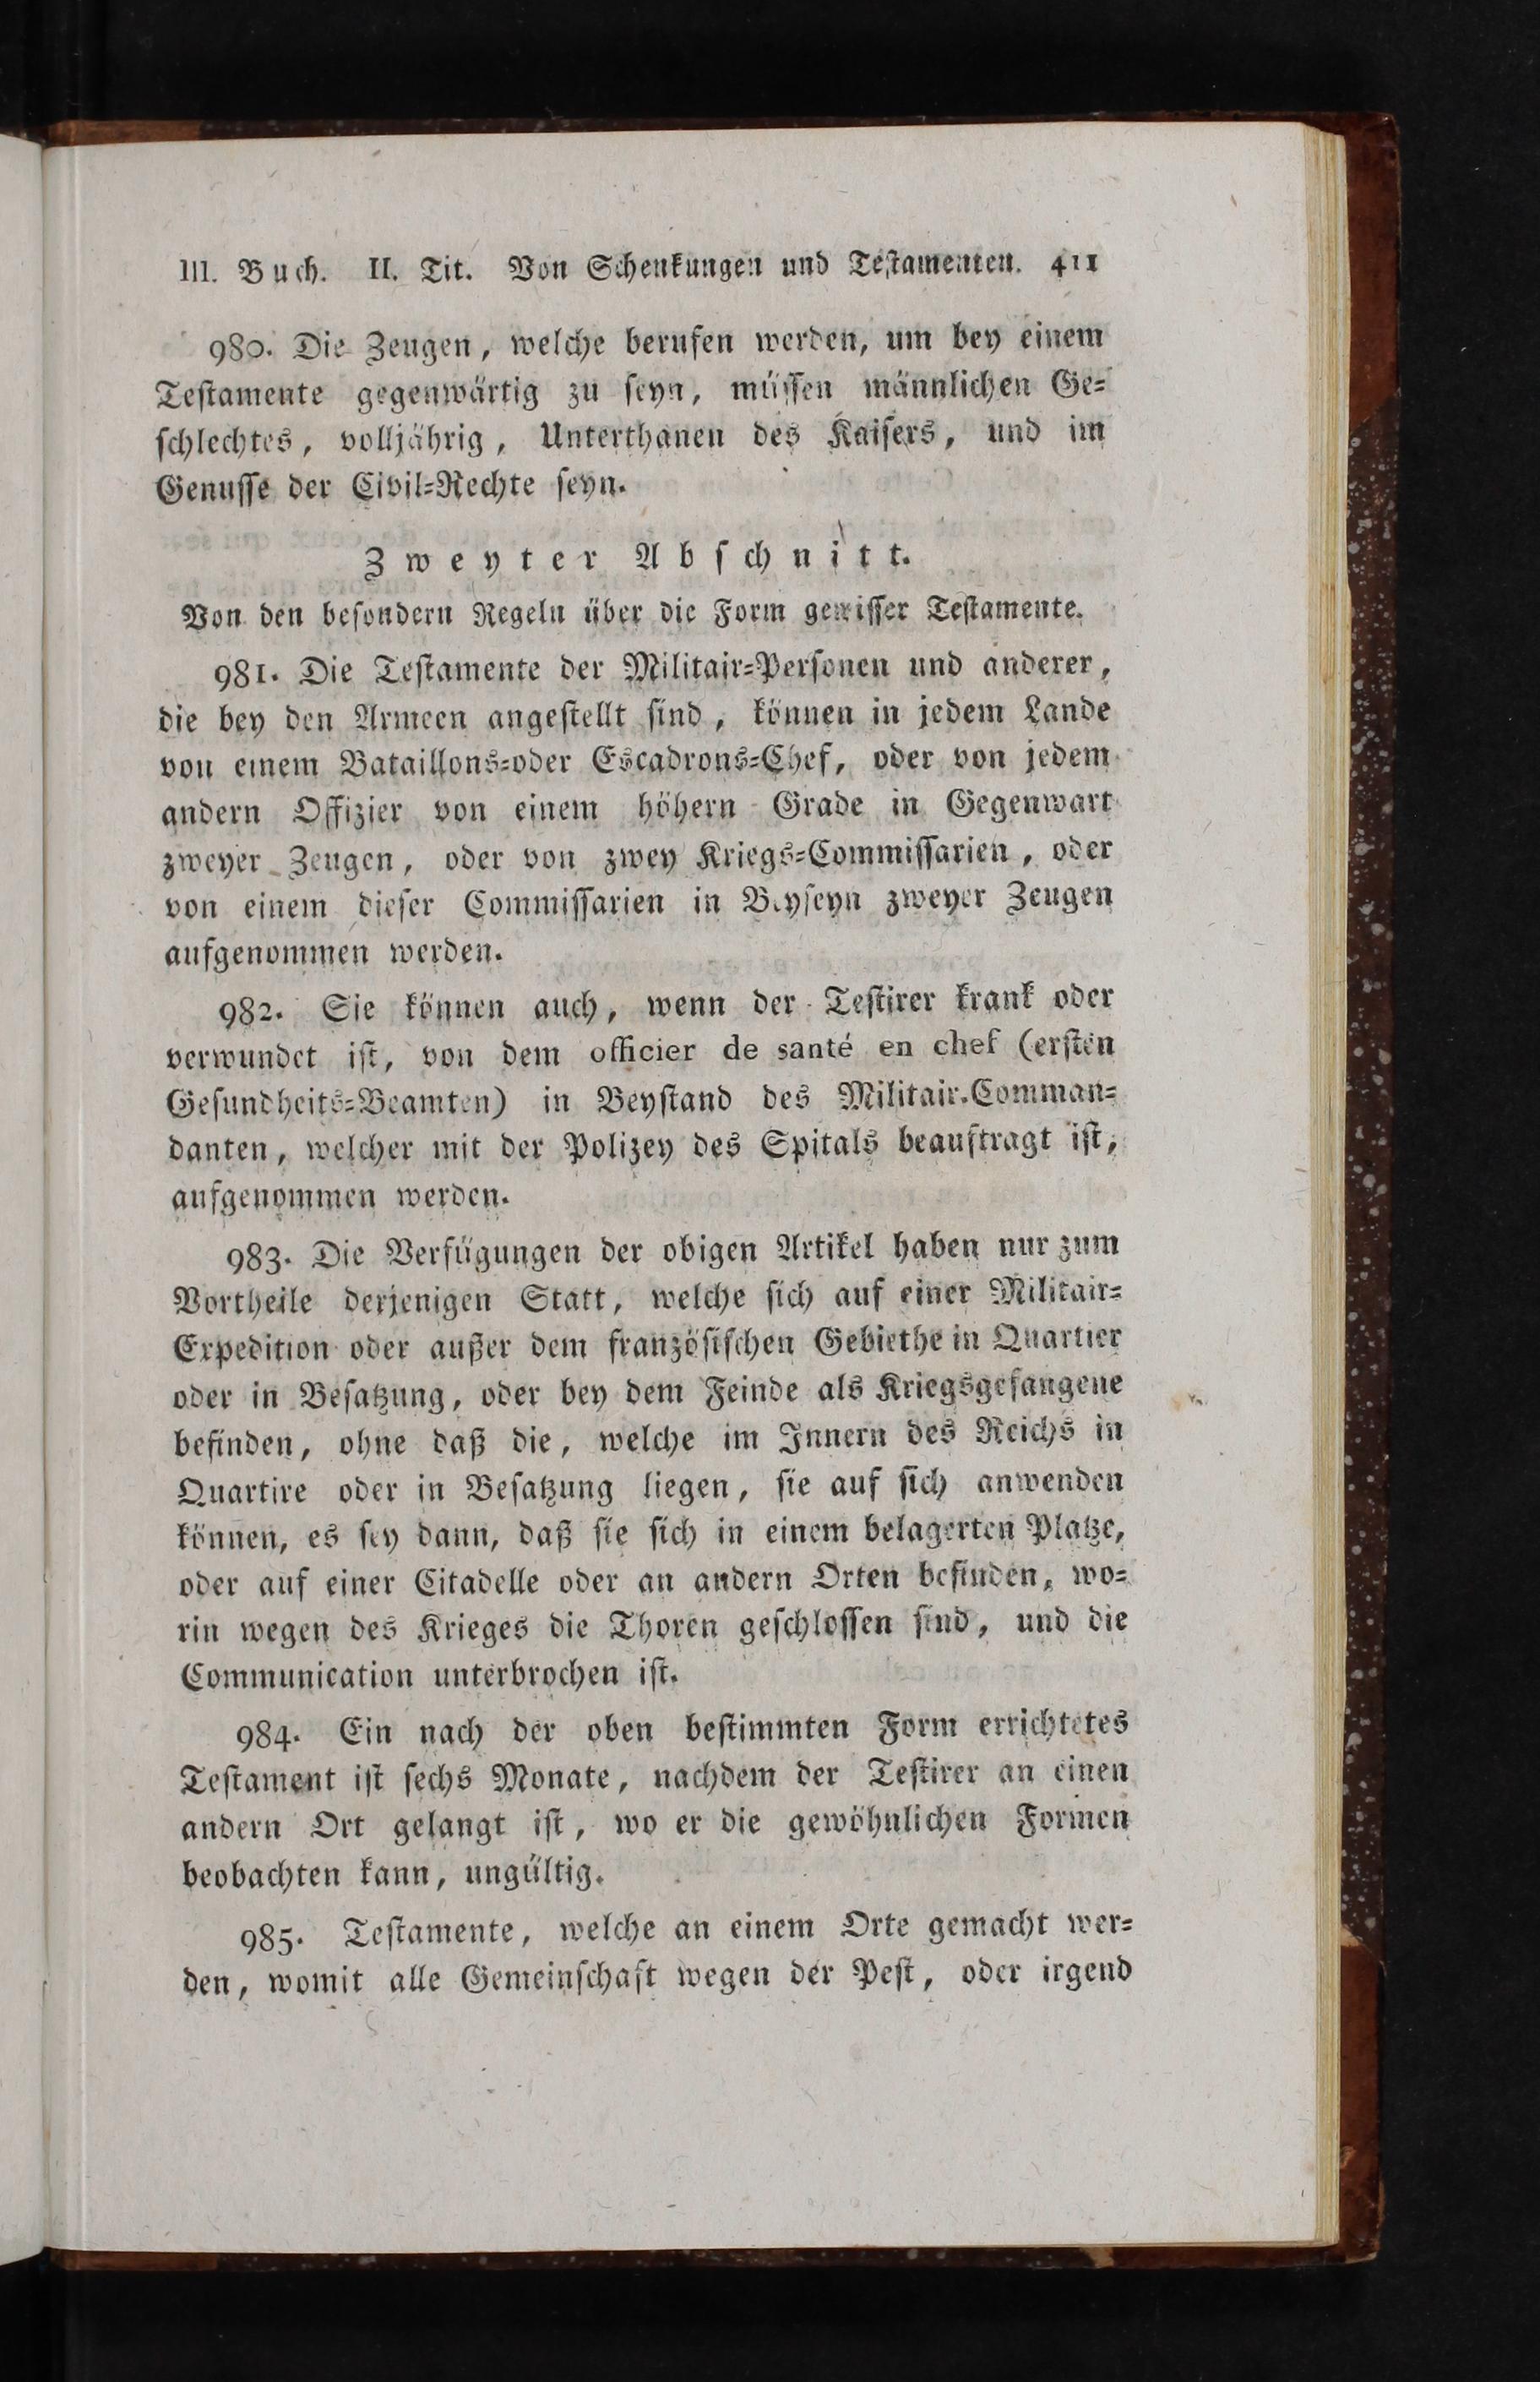 III. Buch. II. Tit. Von Schenkungen und Testamenten. 411
980. Die Zeugen, welche berufen werden, um bey einem
Testamente gegenwärtig zu seyn, müssen männlichen Ge=
schlechtes, volljährig, Unterthanen des Kaisers, und im
Genusse der Civil=Rechte seyn.
Zweyter Abschnitt.
Von den besondern Regeln über die Form gewisser Testamente.
981. Die Testamente der Militair=Personen und anderer,
die bey den Armeen angestellt sind, können in jedem Lande
von einem Bataillons=oder Escadrons=Chef, oder von jedem
andern Offizier von einem höhern Grade in Gegenwart
zweyer Zeugen, oder von zwey Kriegs=Commissarien, oder
von einem dieser Commissarien in Beyseyn zweyer Zeugen
aufgenommen werden.
982. Sie können auch, wenn der Testirer krank oder
verwundet ist, von dem officier de santé en chef (ersten
Gesundheits=Beamten) in Beystand des Militair.Comman=
danten, welcher mit der Polizey des Spitals beauftragt ist,
aufgenommen werden.
983. Die Verfügungen der obigen Artikel haben nur zum
Vortheile derjenigen Statt, welche sich auf einer Militair=
Expedition oder außer dem französischen Gebiethe in Quartier
oder in Besatzung, oder bey dem Feinde als Kriegsgefangene
befinden, ohne daß die, welche im Innern des Reichs in
Quartire oder in Besatzung liegen, sie auf sich anwenden
können, es sey dann, daß sie sich in einem belagerten Platze,
oder auf einer Citadelle oder an andern Orten befinden, wo=
rin wegen des Krieges die Thoren geschlossen sind, und die
Communication unterbrochen ist.
984. Ein nach der oben bestimmten Form errichtetes
Testament ist sechs Monate, nachdem der Testirer an einen
andern Ort gelangt ist, wo er die gewöhnlichen Formen
beobachten kann, ungültig.
985. Testamente, welche an einem Orte gemacht wer=
den, womit alle Gemeinschaft wegen der Pest, oder irgend